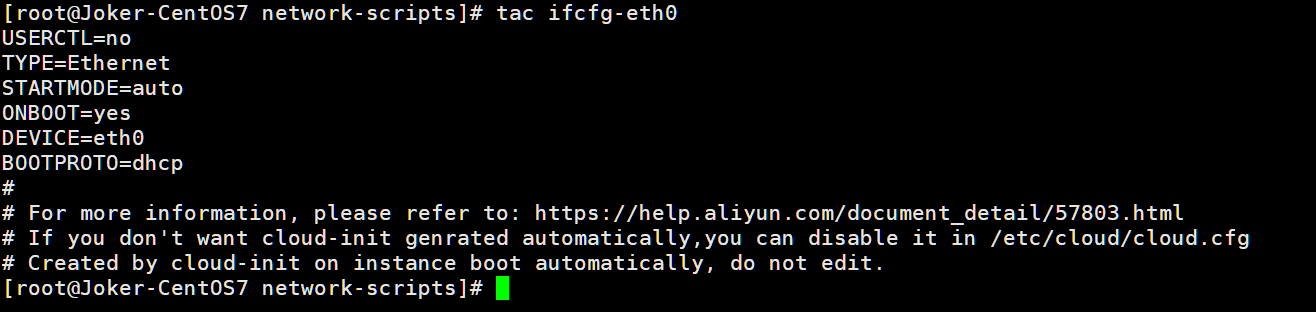 [root@Joker-CentOS7 network-scripts]# tac ifcfg-eth0
USERCTL=no
TYPE=Ethernet
STARTMODE=auto
ONBOOT=yes
DEVICE=eth0
BOOTPROTO=dhcp
#
# For more information, please refer to: https://help.aliyun.com/document_detail/57803.html
# If you don't want cloud-init genrated automatically,you can disable it in /etc/cloud/cloud.cfg
# Created by cloud-init on instance boot automatically, do not edit.
[root@Joker-CentOS7 network-scripts]#